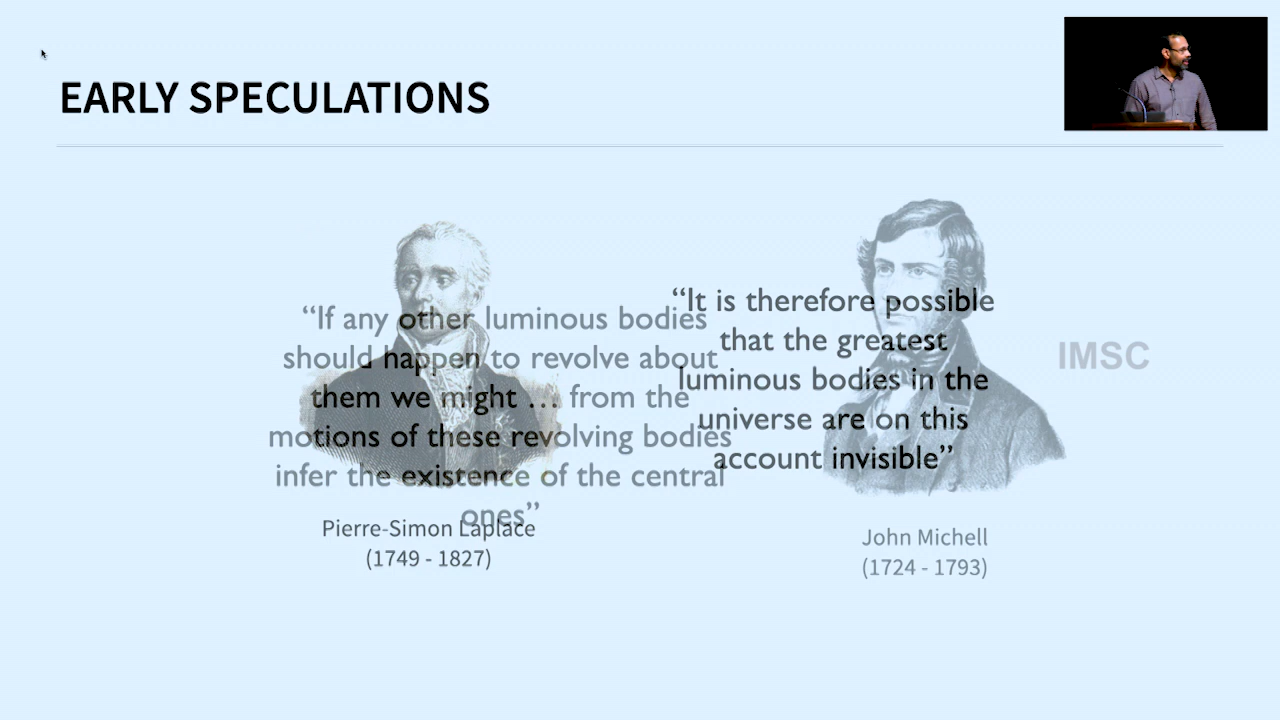 EARLY SPECULATIONS
“If any other luminous bodies
should happen to revolve about
them we might … from the
motions of these revolving bodies
infer the existence of the central
ones”
Pierre-Simon Laplace
(1749 - 1827)
“It is therefore possible
that the greatest
luminous bodies in the
universe are on this
account invisible”
John Michell
(1724 - 1793)
IMSC